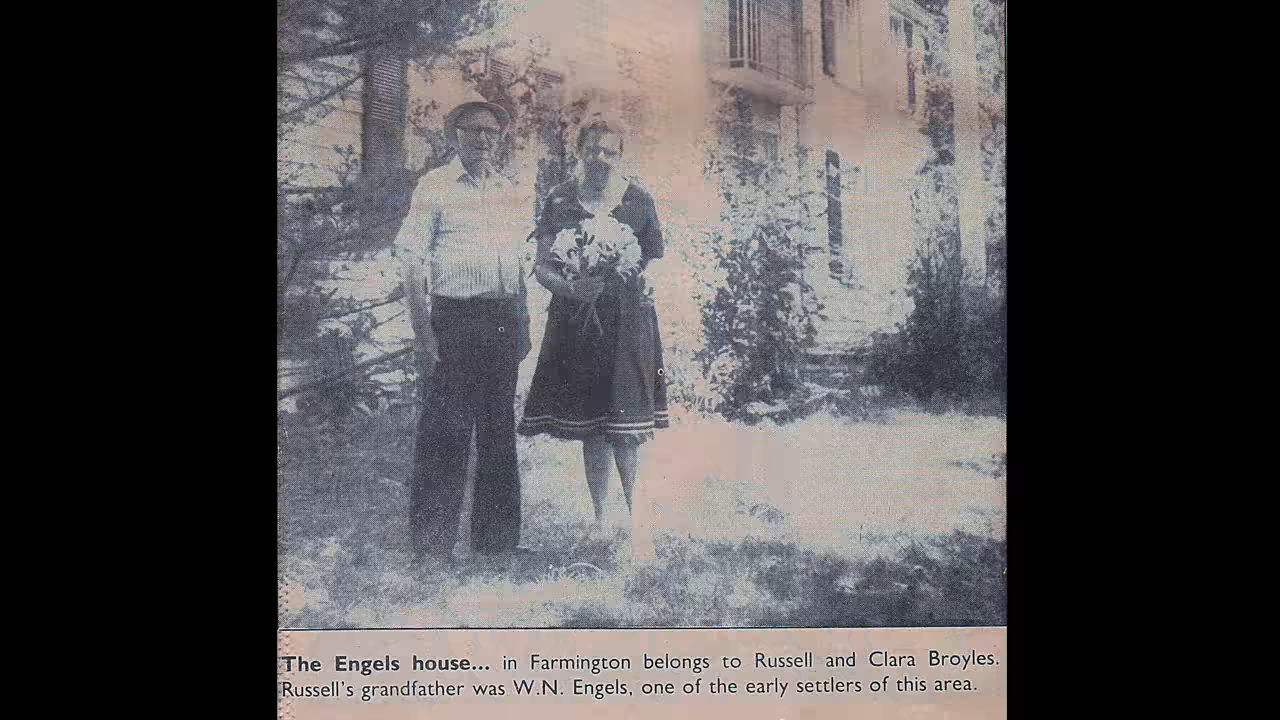 The Engels house... in Farmington belongs to Russell and Clara Broyles.
Russell's grandfather was W.N. Engels, one of the early settlers of this area.